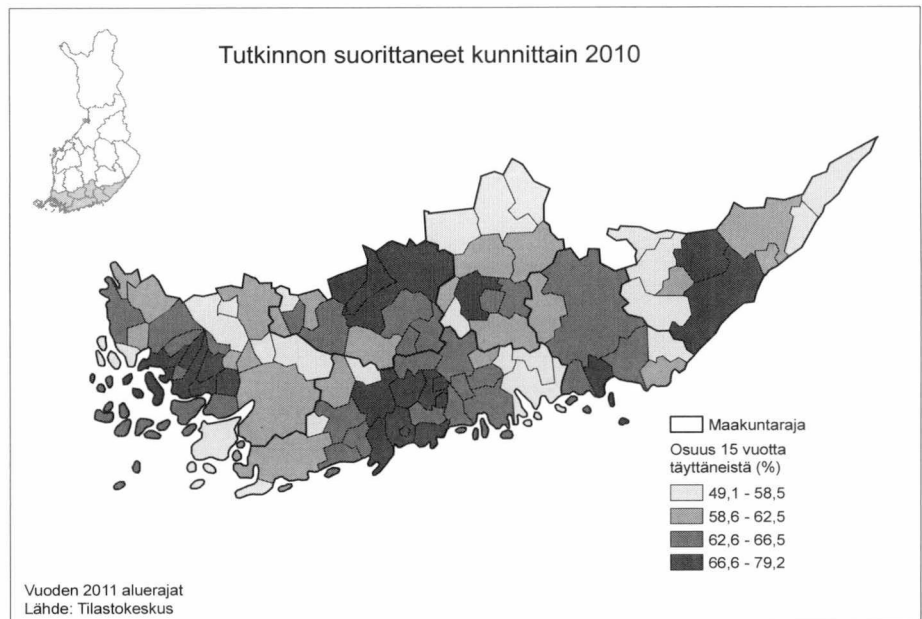 Tutkinnon suorittaneet kunnittain 2010
Maakuntaraja
Osuus 15 vuotta
täyttäneistä (%)
49,1 - 58,5
58,6 - 62,5
62,6 - 66,5
66,6 - 79,2
Vuoden 2011 aluerajat
Lähde: Tilastokeskus